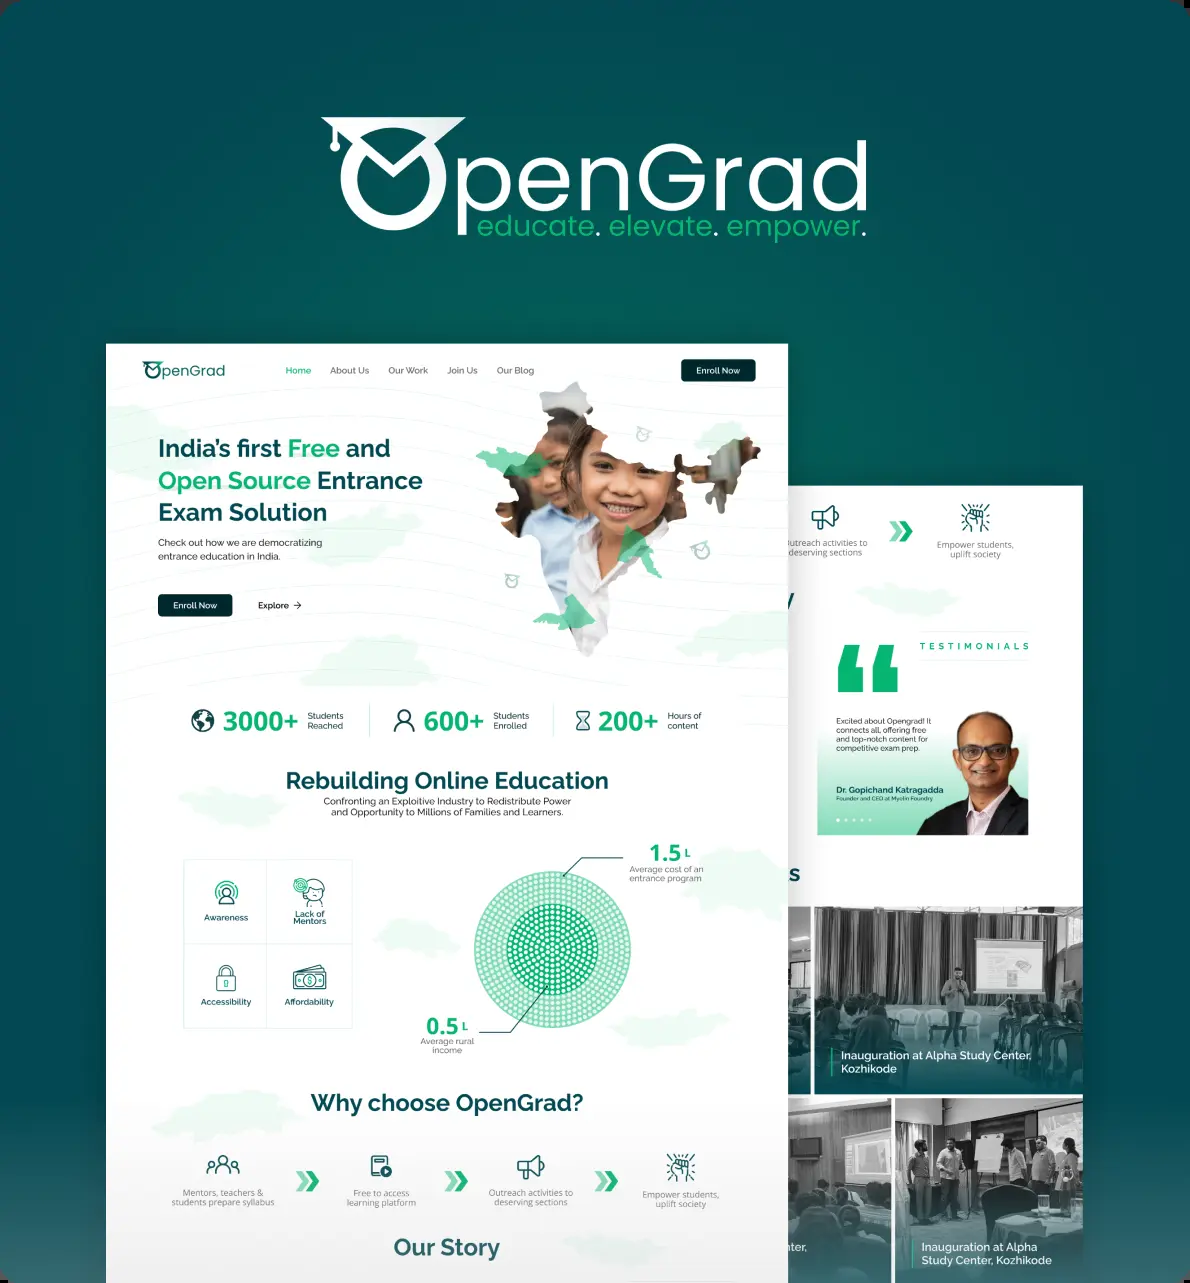 OpenGrad
educate. elevate. empower.
OpenGrad
Home
About Us
Our Work
Join Us
Our Blog
Enroll Now
India's first Free and
Open Source Entrance
Exam Solution
Check out how we are democratizing
entrance education in India.
Enroll Now
Explore →
3000+
Students
Reached
600+
Students
Enrolled
200+
Hours of
content
Rebuilding Online Education
Confronting an Exploitive Industry to Redistribute Power
and Opportunity to Millions of Families and Learners.
Awareness
Lack of
Mentors
Accessibility
Affordability
1.5 L
Average cost of an
entrance program
0.5 L
Average rural
income
Why choose OpenGrad?
Mentors, teachers &
students prepare syllabus
Free to access
learning platform
Outreach activities to
deserving sections
Empower students,
uplift society
Our Story
Outreach activities to
deserving sections
Empower students,
uplift society
y
TESTIMONIALS
Excited about Opengrad! It
connects all, offering free
and top-notch content for
competitive exam prep.
Dr. Gopichand Katragadda
Founder and CEO at Myelin Foundry
s
Inauguration at Alpha Study Center,
Kozhikode
nter,
Inauguration at Alpha
Study Center, Kozhikode